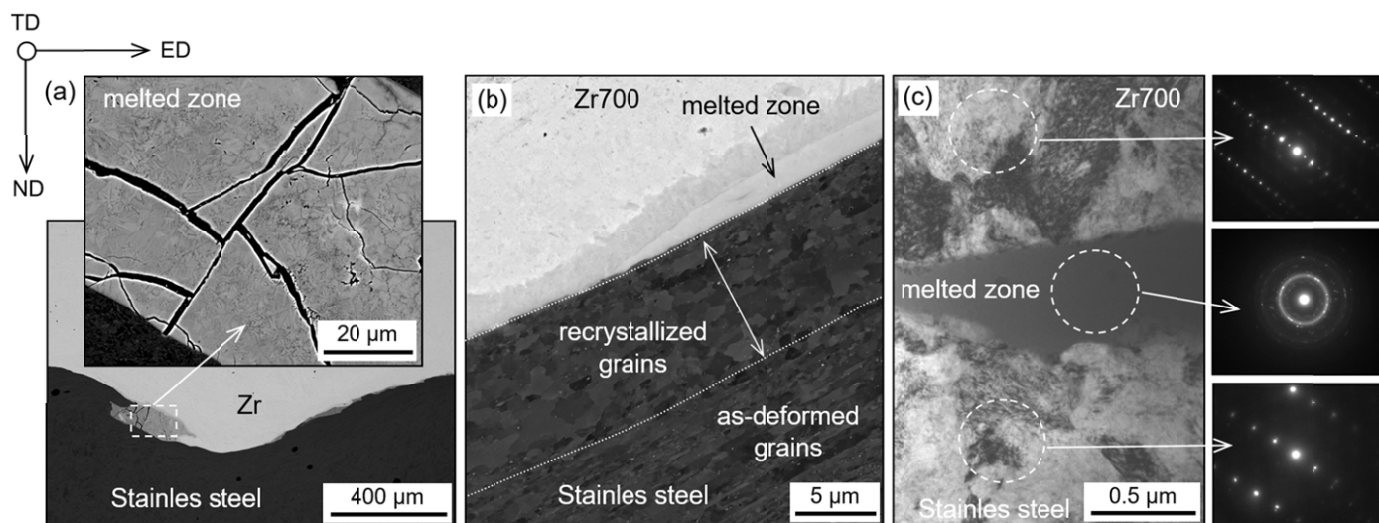 TD
ED
ND
(a)
melted zone
20 µm
Zr
Stainles steel
400 µm
(b)
Zr700
melted zone
recrystallized
grains
as-deformed
grains
Stainles steel
5 µm
(c)
Zr700
melted zone
Stainles steel
0.5 µm